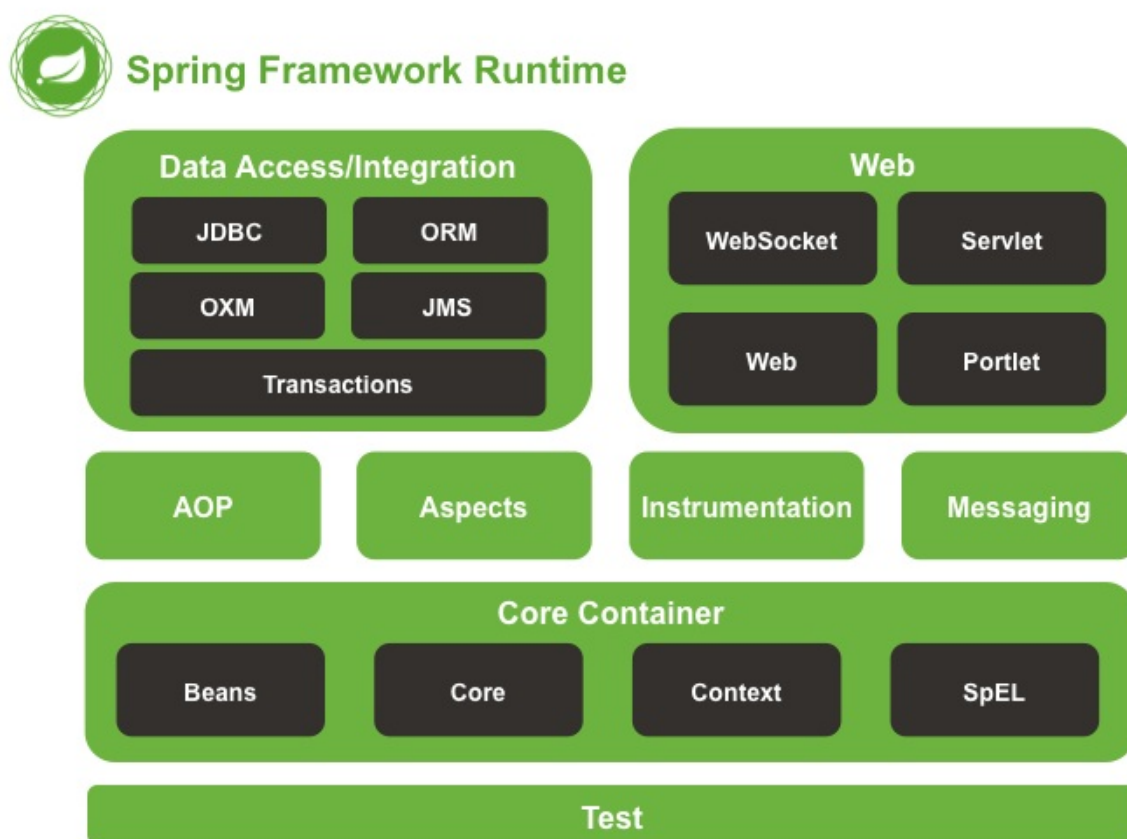 Spring Framework Runtime
Data Access/Integration
JDBC ORM
OXM JMS
Transactions
Web
WebSocket Servlet
Web Portlet
AOP Aspects Instrumentation Messaging
Core Container
Beans Core Context SpEL
Test